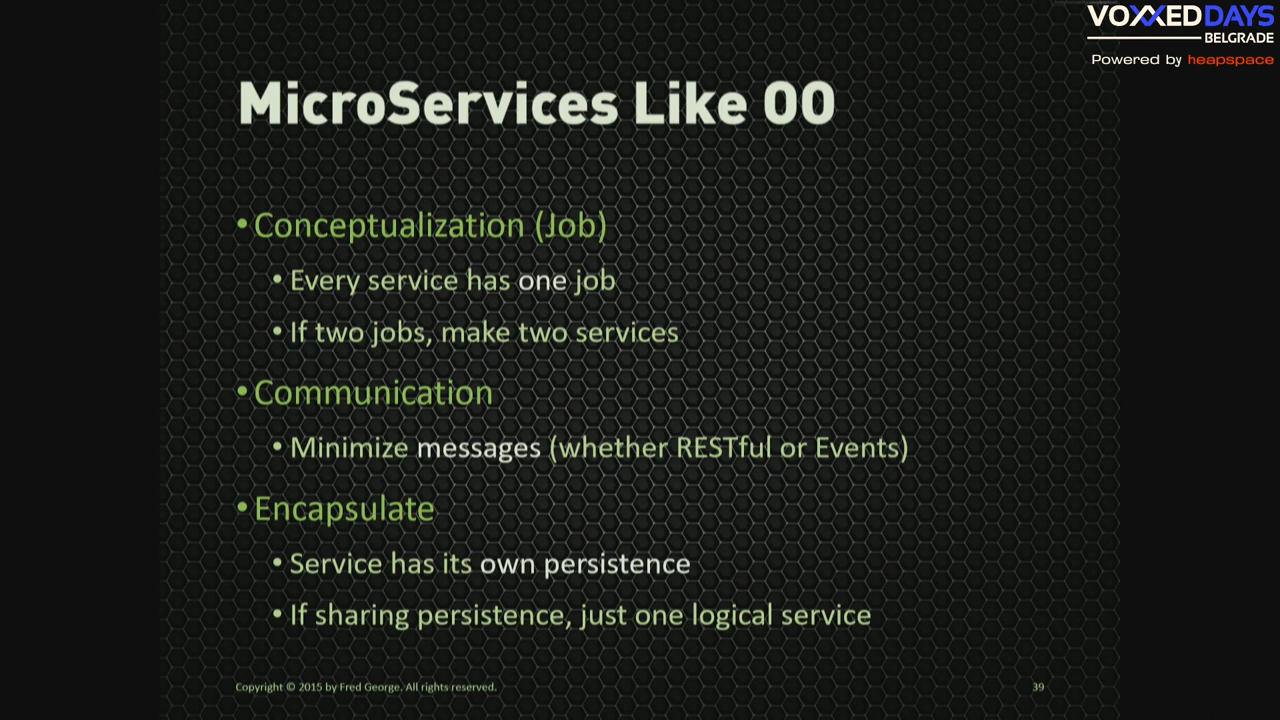 VOXXED DAYS
BELGRADE
Powered by heapspace
MicroServices Like OO
• Conceptualization (Job)
• Every service has one job
• If two jobs, make two services
• Communication
• Minimize messages (whether RESTful or Events)
• Encapsulate
• Service has its own persistence
• If sharing persistence, just one logical service
Copyright © 2015 by Fred George. All rights reserved.
39